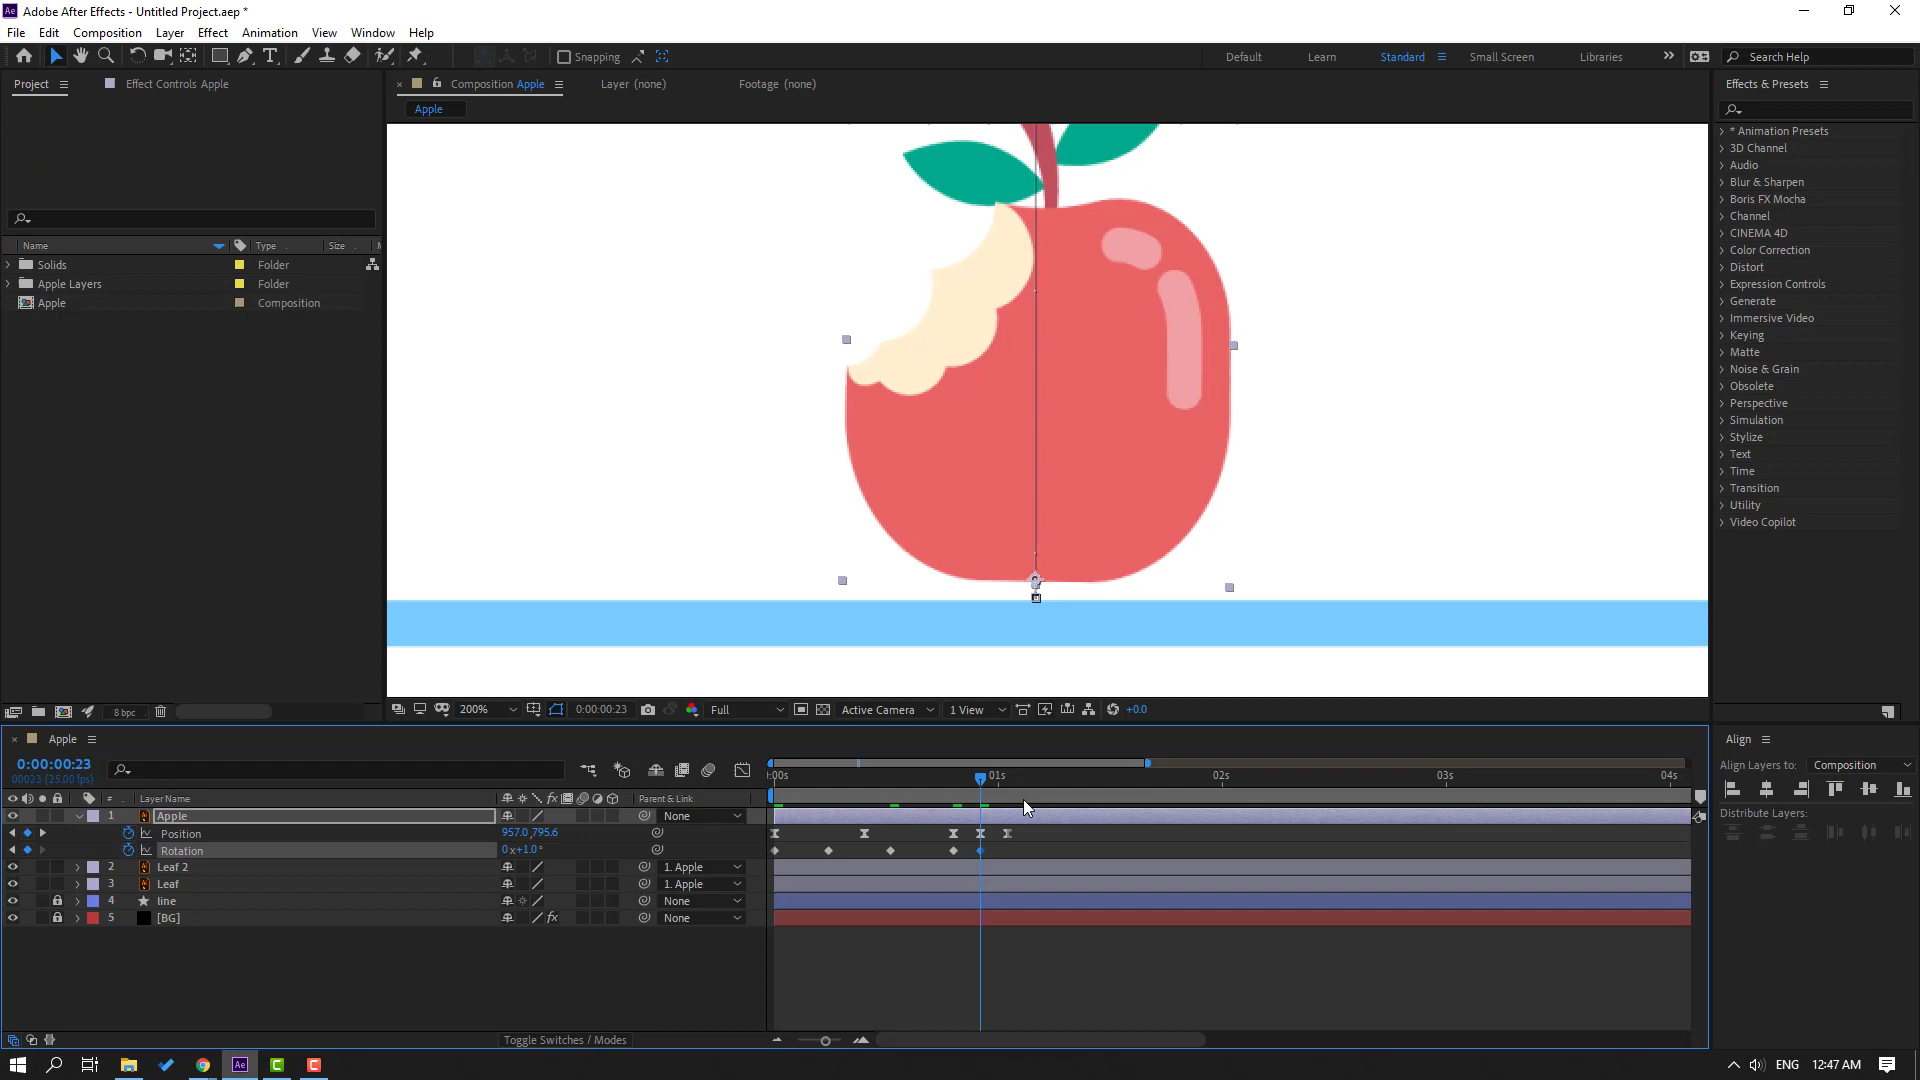 Adobe After Effects - Untitled Project.aep *
File Edit Composition Layer Effect Animation View Window Help
Snapping Default Learn Standard Small Screen Libraries Search Help
Project Effect Controls Apple Composition Apple Layer (none) Footage (none) Effects & Presets
Apple
* Animation Presets
3D Channel
Audio
Blur & Sharpen
Boris FX Mocha
Channel
CINEMA 4D
Color Correction
Distort
Expression Controls
Generate
Immersive Video
Keying
Matte
Noise & Grain
Obsolete
Perspective
Simulation
Stylize
Text
Time
Transition
Utility
Video Copilot
Name Type Size
Solids Folder
Apple Layers Folder
Apple Composition
8 bpc 200% 0:00:00:23 Full Active Camera 1 View +0.0
Apple
0:00:00:23
00023 (25.00 fps)
:00s 01s 02s 03s 04s
# Layer Name fx Parent & Link
1 Apple None
Position 957.0,795.6
Rotation 0x+1.0°
2 Leaf 2 1. Apple
3 Leaf 1. Apple
4 line None
5 [BG] fx None
Toggle Switches / Modes
Align
Align Layers to: Composition
Distribute Layers:
Ae ENG 12:47 AM